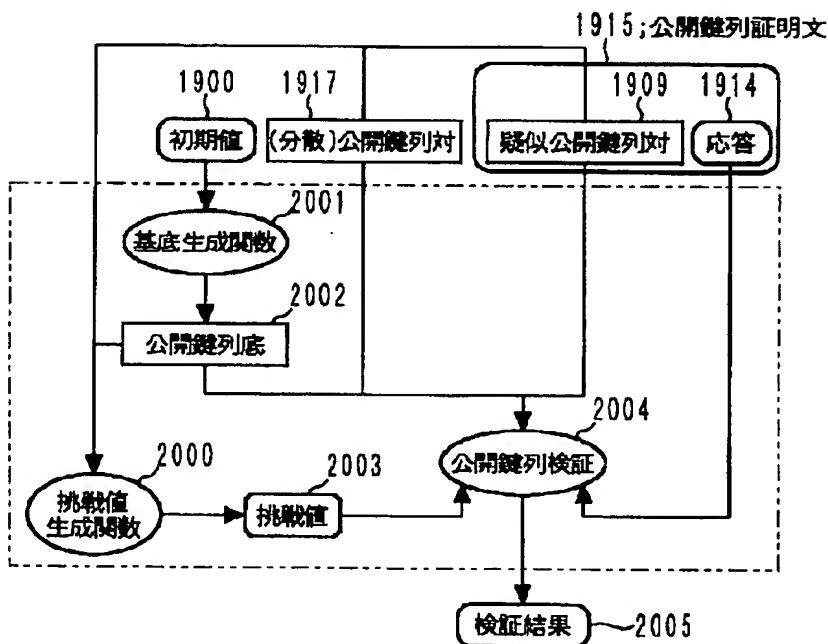 1915;公開鍵列証明文
1900
1917
1909
1914
初期値
(分散)公開鍵列対
疑似公開鍵列対
応答
2001
基底生成関数
2002
公開鍵列底
2004
公開鍵列検証
2000
2003
挑戦値
生成関数
挑戦値
検証結果
2005